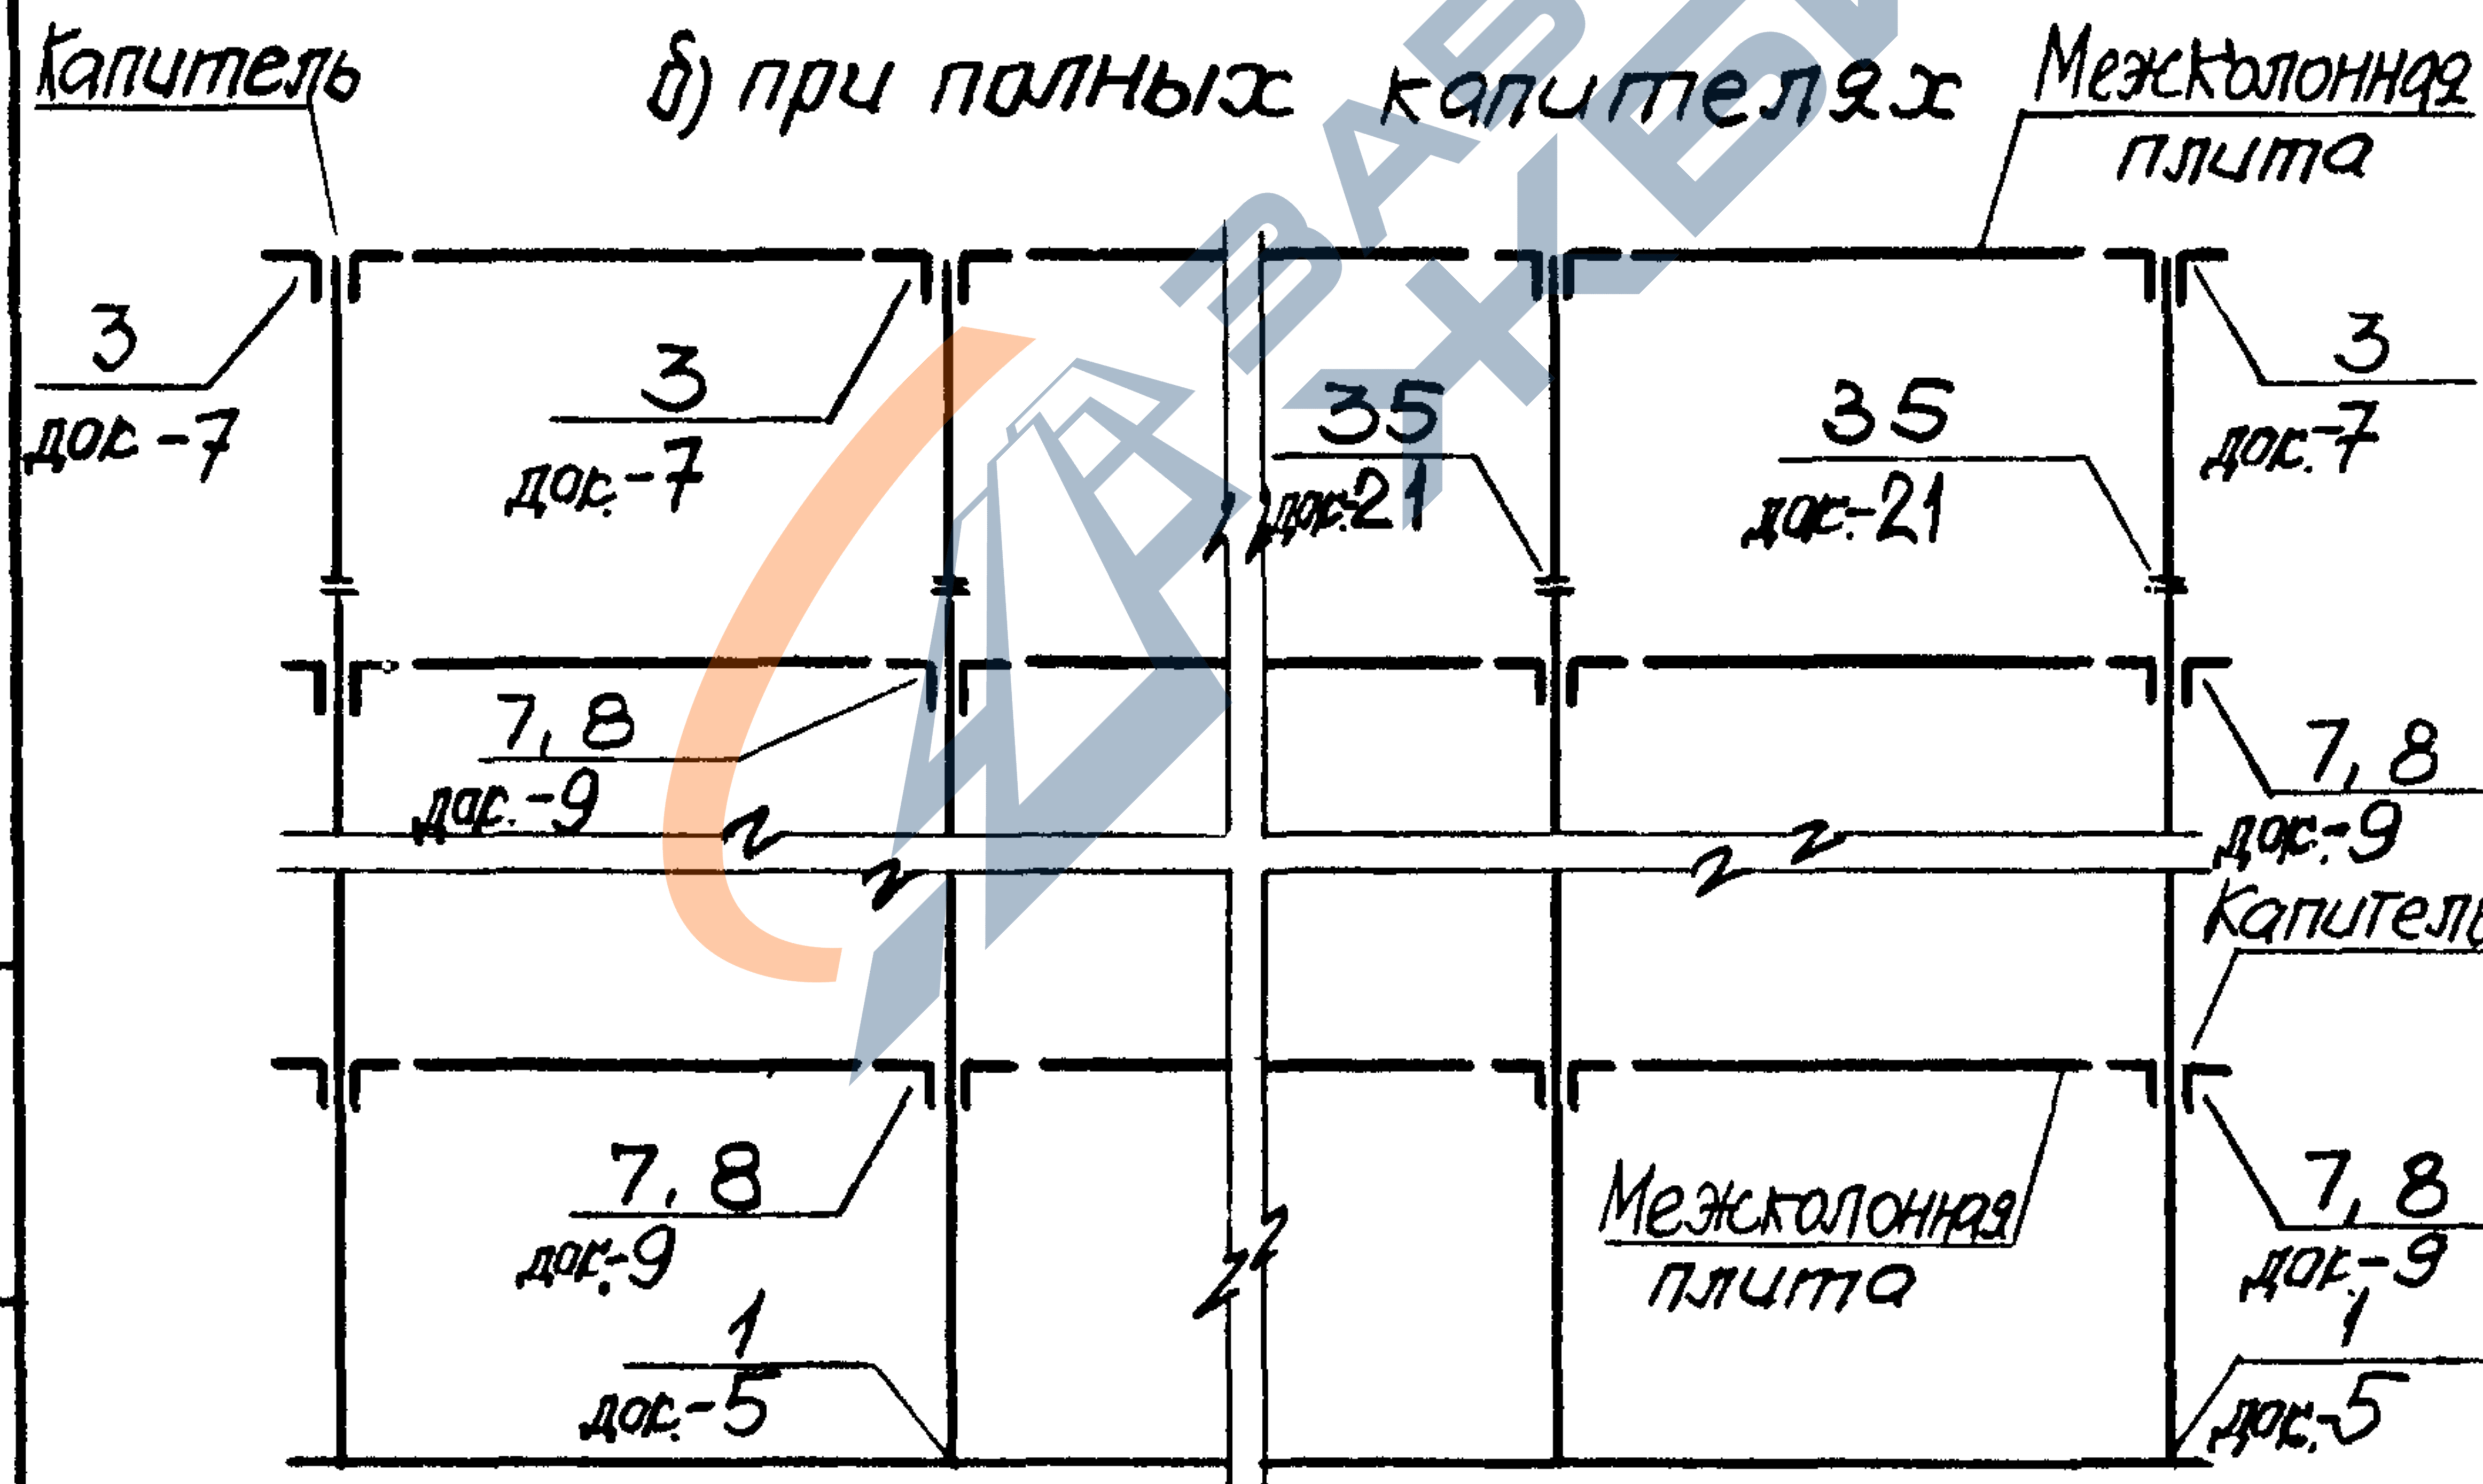 Капитель
б) при полных капителях
Межколонная
плита
3
док-7
3
док.-7
35
док.-21
35
док.-21
3
док.-7
7, 8
док.-9
7, 8
док.-9
Капитель
7, 8
док.-9
Межколонная
плита
7, 8
док.-9
1
док.-5
1
док.-5